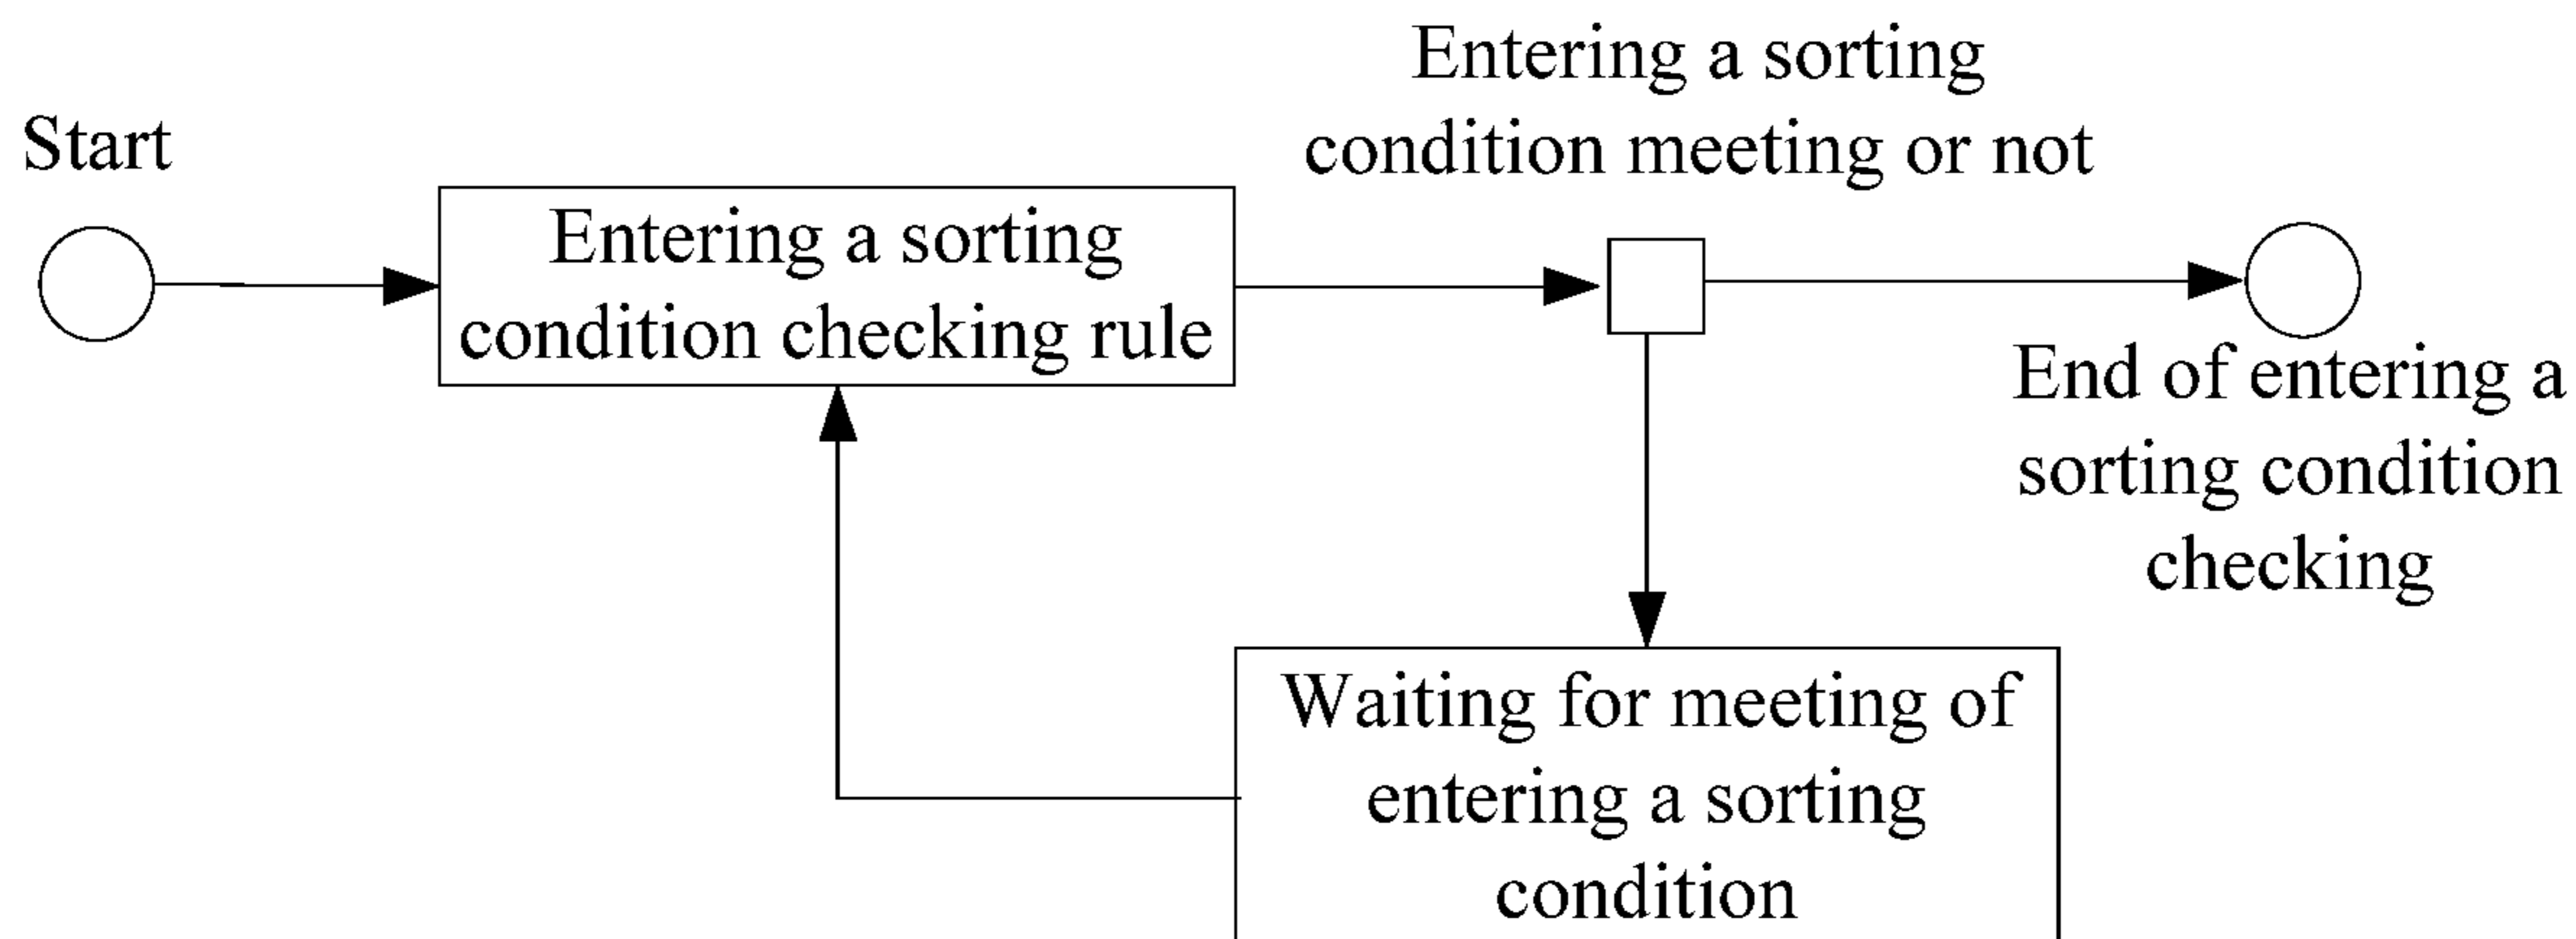 Start
Entering a sorting
condition checking rule
Entering a sorting
condition meeting or not
End of entering a
sorting condition
checking
Waiting for meeting of
entering a sorting
condition